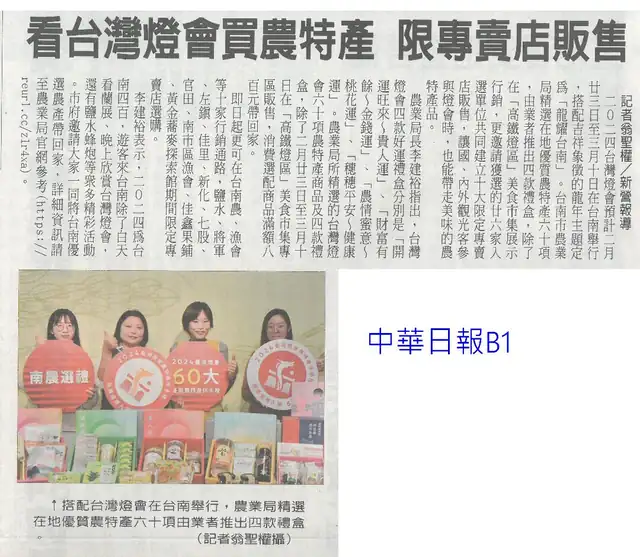 看台灣燈會買農特產 限專賣店販售
記者翁聖權/新營報導
二○二四台灣燈會預計二月
廿三日至三月十日在台南舉行
，搭配吉祥象徵的龍年主題定
為「龍耀台南」。台南市農業
局精選在地優質農特產六十項
，由業者推出四款禮盒，除了
在「高鐵燈區」美食市集展示
行銷，更邀請獲選的廿六家入
選單位共同建立十大限定專賣
店販售，讓國、內外觀光客參
與燈會時，也能帶走美味的農
特產品。
農業局長李建裕指出，台灣
燈會四款好運禮盒分別是「開
運旺來～貴人運」、「財富有
餘～金錢運」、「農情蜜意～
桃花運」、「穗穗平安～健康
運」。農業局所精選的台灣燈
會六十項農特產商品及四款禮
盒，除了二月廿三日至三月十
日在「高鐵燈區」美食市集專
區販售，消費選配商品滿額八
百元帶回家。
即日起更可在台南農、漁會
等十家行銷通路，鹽水、將軍
、左鎮、佳里、新化、七股、
官田、南市區漁會、佳鑫果鋪
、黃金蕎麥探索館期間限定專
賣店選購。
李建裕表示，二○二四為台
南四百，遊客來台南除了白天
看蘭展、晚上欣賞台灣燈會，
還有鹽水蜂炮等眾多精彩活動
。市府邀請大家一同將台南優
選農產帶回家，詳細資訊請
至農業局官網參考(https://
reurl.cc/Zlr4xa)。
南農選禮
2024臺灣燈會
60大
中華日報B1
↑搭配台灣燈會在台南舉行，農業局精選
在地優質農特產六十項由業者推出四款禮盒
。 （記者翁聖權攝）